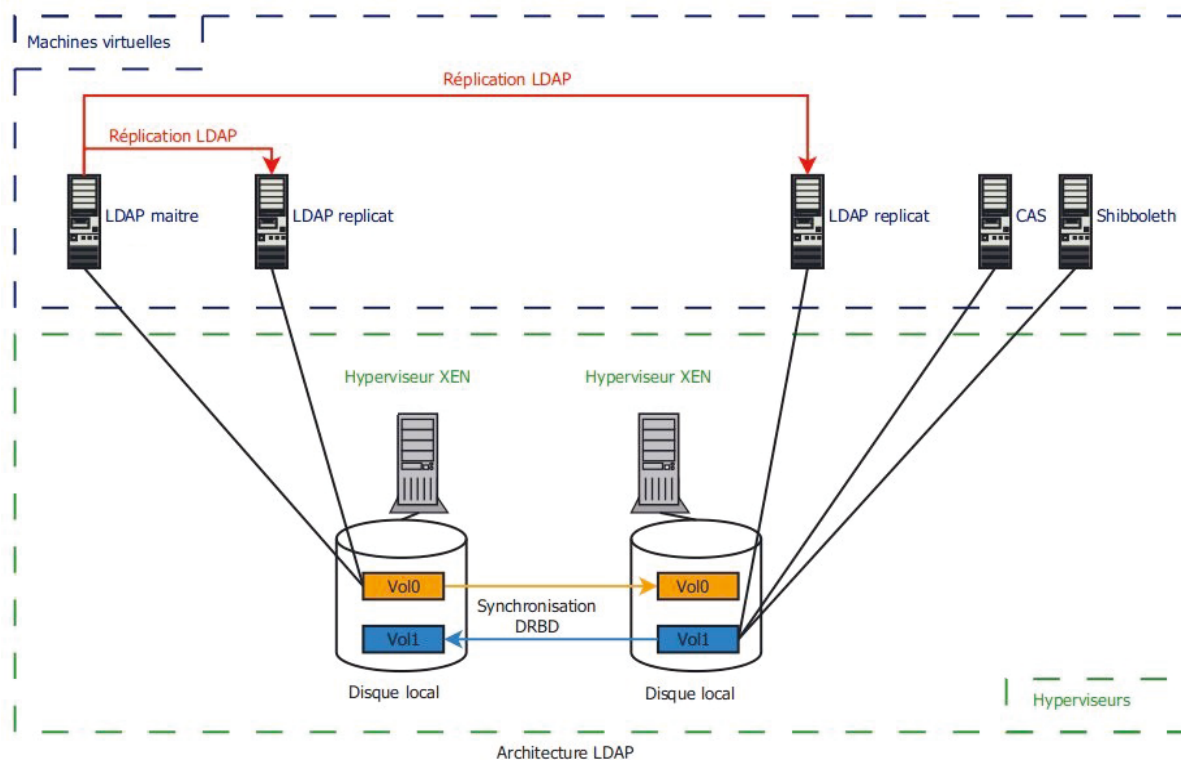 Machines virtuelles
Réplication LDAP
Réplication LDAP
LDAP maitre
LDAP replicat
LDAP replicat
CAS
Shibboleth
Hyperviseur XEN
Hyperviseur XEN
Vol0
Vol0
Synchronisation
DRBD
Vol1
Vol1
Disque local
Disque local
Hyperviseurs
Architecture LDAP